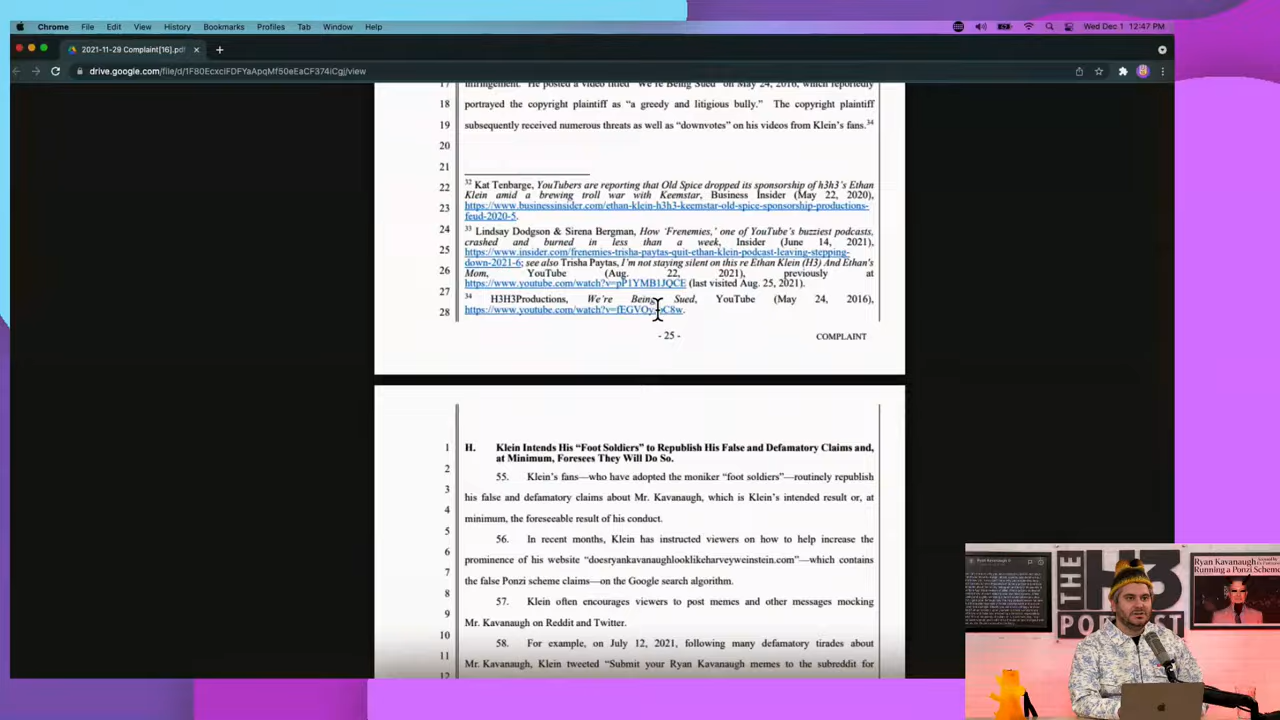 Chrome File Edit View History Bookmarks Profiles Tab Window Help Wed Dec 1 12:47 PM
2021-11-29 Complaint[16].pdf
drive.google.com/file/d/1F80EcxcIFDFYaApqMf50eEaCF374iCgj/view
17 infringement. He posted a video titled "We're Being Sued" on May 24, 2016, which reportedly
18 portrayed the copyright plaintiff as "a greedy and litigious bully." The copyright plaintiff
19 subsequently received numerous threats as well as "downvotes" on his videos from Klein's fans.34
20
21
22 32 Kat Tenbarge, YouTubers are reporting that Old Spice dropped its sponsorship of h3h3's Ethan
Klein amid a brewing troll war with Keemstar, Business Insider (May 22, 2020),
23 https://www.businessinsider.com/ethan-klein-h3h3-keemstar-old-spice-sponsorship-productions-
feud-2020-5.
24 33 Lindsay Dodgson & Sirena Bergman, How 'Frenemies,' one of YouTube's buzziest podcasts,
crashed and burned in less than a week, Insider (June 14, 2021),
25 https://www.insider.com/frenemies-trisha-paytas-quit-ethan-klein-podcast-leaving-stepping-
down-2021-6; see also Trisha Paytas, I'm not staying silent on this re Ethan Klein (H3) And Ethan's
26 Mom, YouTube (Aug. 22, 2021), previously at
27 https://www.youtube.com/watch?v=pP1YMB1JQCE (last visited Aug. 25, 2021).
34 H3H3Productions, We're Being Sued, YouTube (May 24, 2016),
28
- 25 - COMPLAINT
1 H. Klein Intends His "Foot Soldiers" to Republish His False and Defamatory Claims and,
at Minimum, Foresees They Will Do So.
2
55. Klein's fans—who have adopted the moniker "foot soldiers"—routinely republish
3
his false and defamatory claims about Mr. Kavanaugh, which is Klein's intended result or, at
4
minimum, the foreseeable result of his conduct.
5
56. In recent months, Klein has instructed viewers on how to help increase the
6
prominence of his website "doesryankavanaughlooklikeharveyweinstein.com"—which contains
7
the false Ponzi scheme claims—on the Google search algorithm.
8
57. Klein often encourages viewers to post memes and other messages mocking
9
Mr. Kavanaugh on Reddit and Twitter.
10
58. For example, on July 12, 2021, following many defamatory tirades about
11
Mr. Kavanaugh, Klein tweeted "Submit your Ryan Kavanaugh memes to the subreddit for
12
THE
PODCAST
Ryan Kavanaugh
Running a Ponzi Scheme